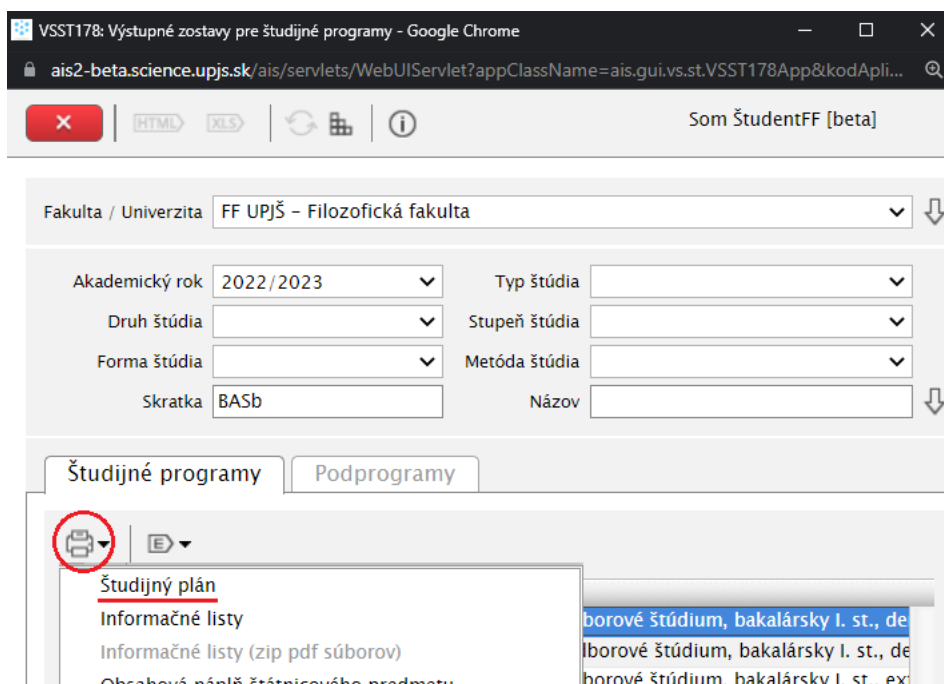 VSST178: Výstupné zostavy pre študijné programy - Google Chrome
ais2-beta.science.upjs.sk/ais/servlets/WebUIServlet?appClassName=ais.gui.vs.st.VSST178App&kodApli...
HTML XLS Som ŠtudentFF [beta]
Fakulta / Univerzita FF UPJŠ – Filozofická fakulta
Akademický rok 2022/2023 Typ štúdia
Druh štúdia Stupeň štúdia
Forma štúdia Metóda štúdia
Skratka BASb Názov
Študijné programy Podprogramy
E
Študijný plán
Informačné listy borové štúdium, bakalársky I. st., de
Informačné listy (zip pdf súborov) lborové štúdium, bakalársky I. st., de
Obsahová náplň štátnicového predmetu borové štúdium, bakalársky I. st., ext